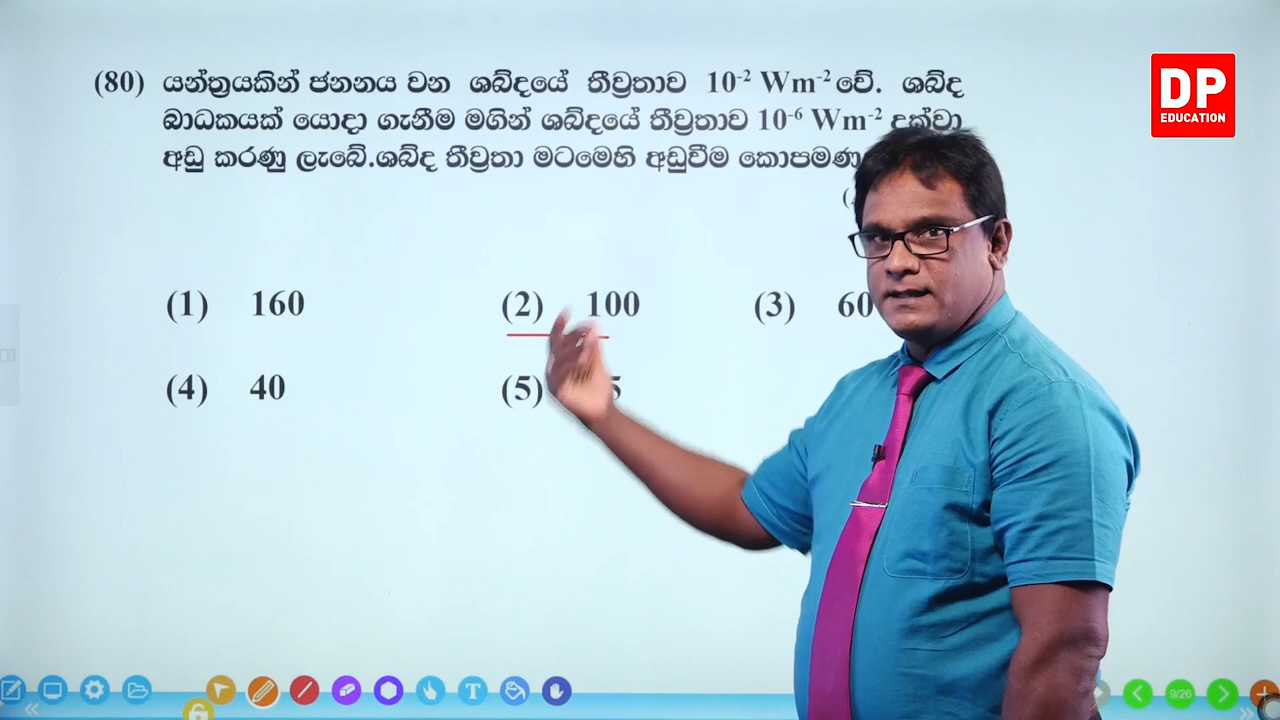 (80) යන්ත්‍රයකින් ජනනය වන ශබ්දයේ තීව්‍රතාව 10⁻² Wm⁻² වේ. ශබ්ද
බාධකයක් යොදා ගැනීම මගින් ශබ්දයේ තීව්‍රතාව 10⁻⁶ Wm⁻² දක්වා
අඩු කරණු ලැබේ.ශබ්ද තීව්‍රතා මටමෙහි අඩුවීම කොපමණ
(1) 160 (2) 100 (3) 60
(4) 40 (5)
DP
EDUCATION
9/26